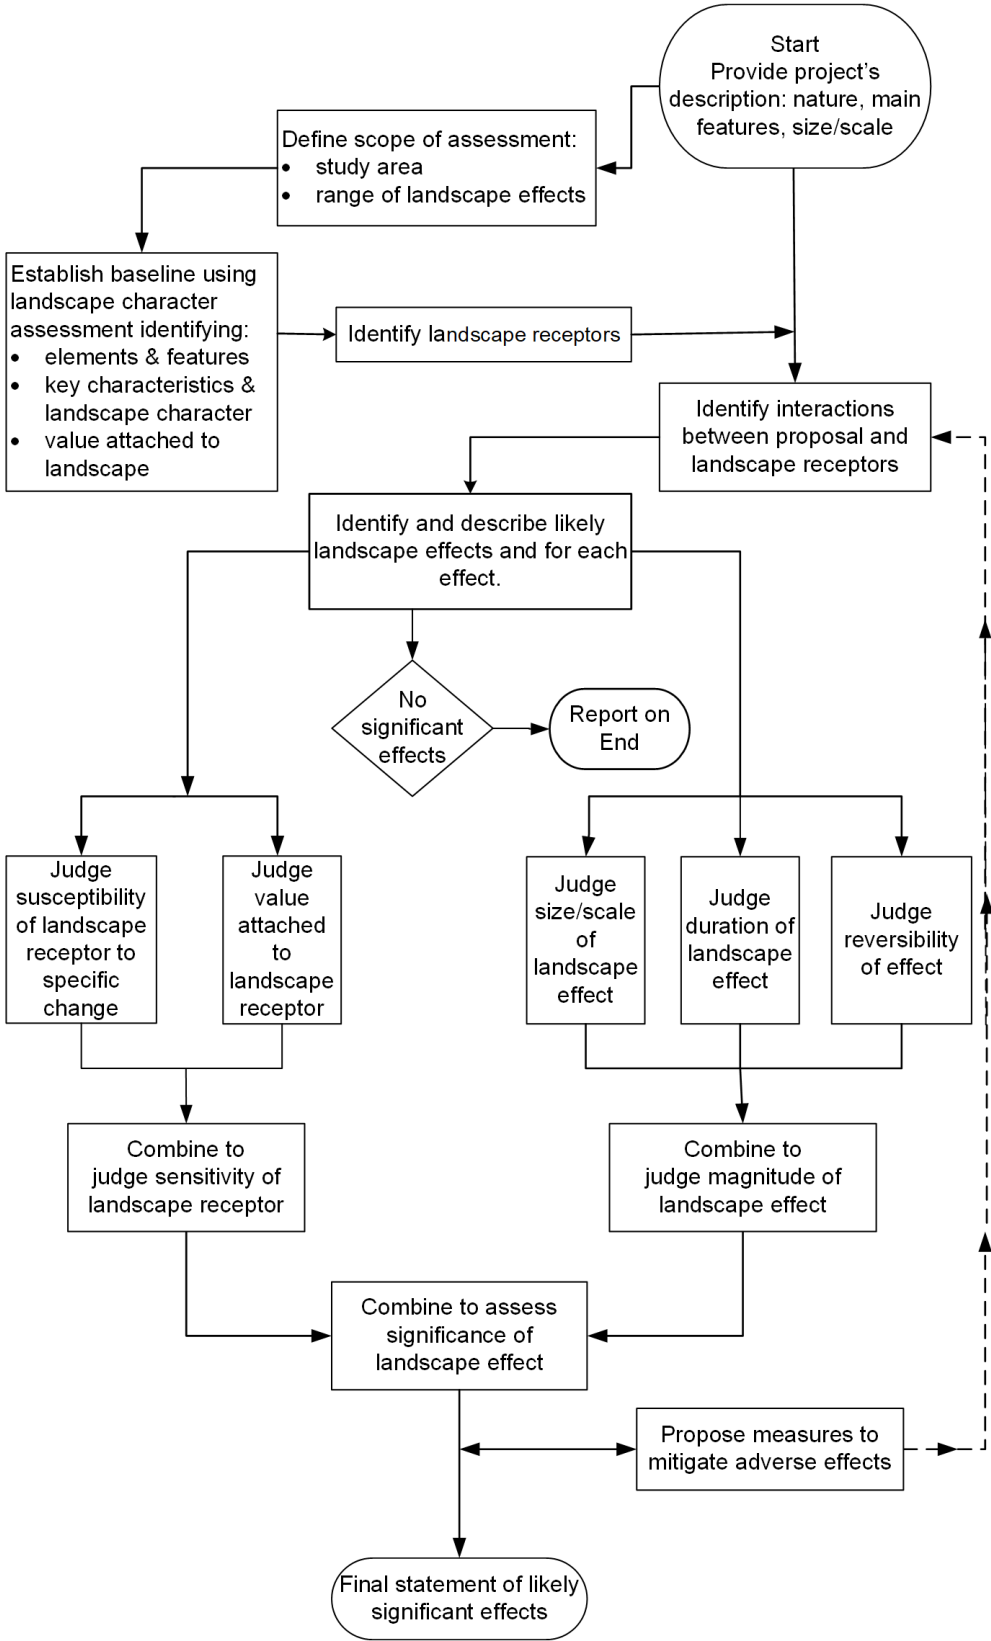 Start
Provide project's
description: nature, main
features, size/scale
Define scope of assessment:
• study area
• range of landscape effects
Establish baseline using
landscape character
assessment identifying:
• elements & features
• key characteristics &
landscape character
• value attached to
landscape
Identify landscape receptors
Identify interactions
between proposal and
landscape receptors
Identify and describe likely
landscape effects and for each
effect.
No
significant
effects
Report on
End
Judge
susceptibility
of landscape
receptor to
specific
change
Judge
value
attached
to
landscape
receptor
Judge
size/scale
of
landscape
effect
Judge
duration of
landscape
effect
Judge
reversibility
of effect
Combine to
judge sensitivity of
landscape receptor
Combine to
judge magnitude of
landscape effect
Combine to assess
significance of
landscape effect
Propose measures to
mitigate adverse effects
Final statement of likely
significant effects